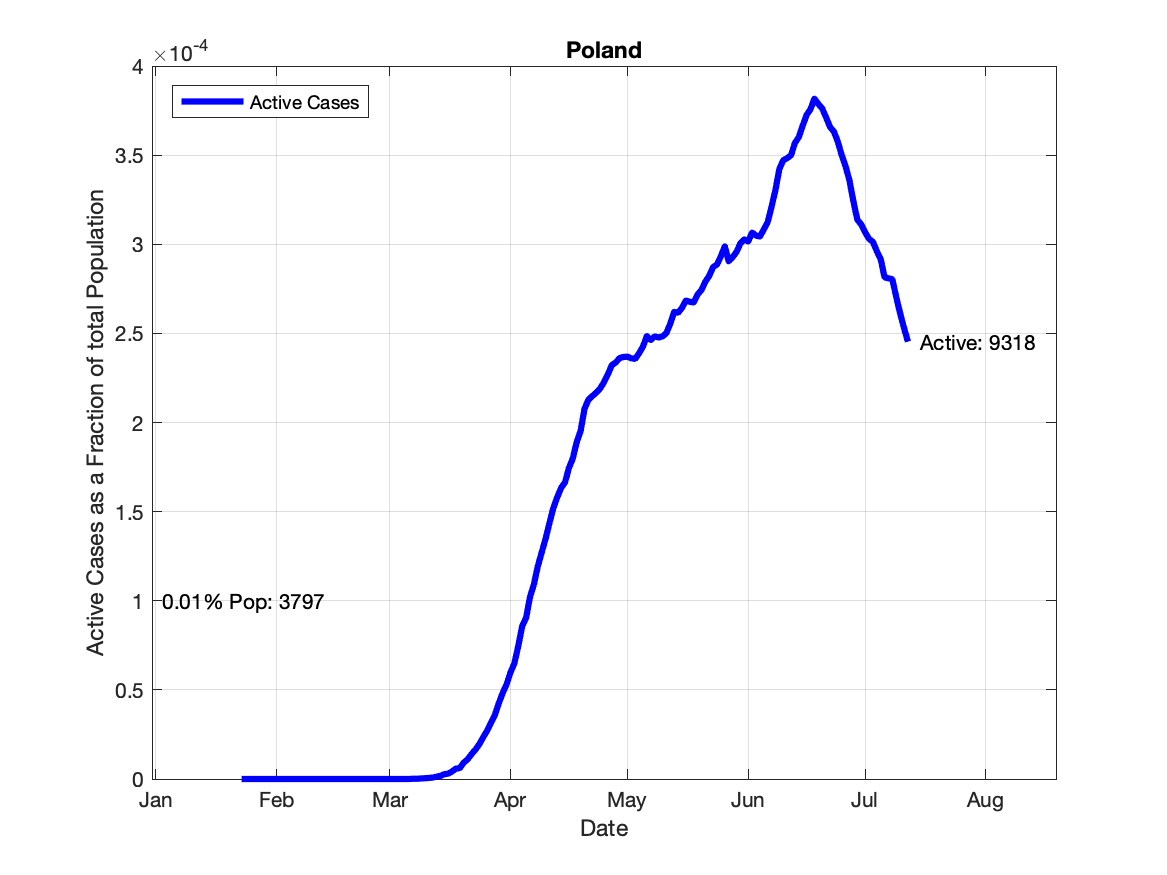 Poland
×10-4
4
3.5
3
2.5
2
1.5
1
0.5
0
Active Cases as a Fraction of total Population
Active Cases
Active: 9318
0.01% Pop: 3797
Jan Feb Mar Apr May Jun Jul Aug
Date